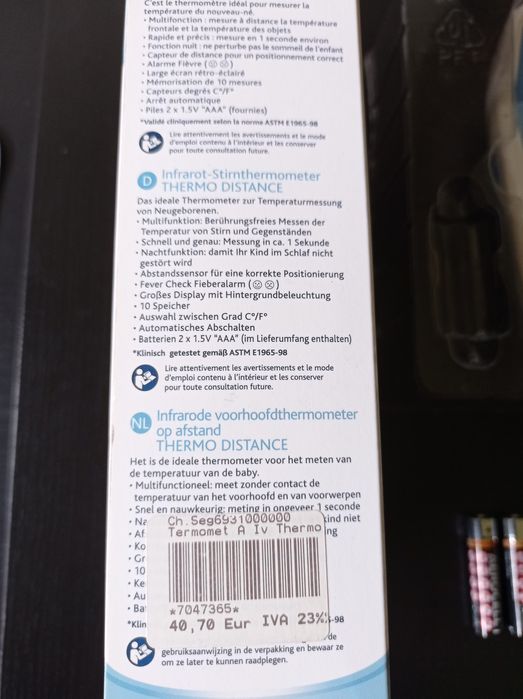 C'est le thermomètre idéal pour mesurer la
température du nouveau-né.
• Multifonction : mesure à distance la température
frontale et la température des objets
• Rapide et précis : mesure en 1 seconde environ
• Fonction nuit : ne perturbe pas le sommeil de l'enfant
• Capteur de distance pour un positionnement correct
• Alarme Fièvre (☹ ☹)
• Large écran rétro-éclairé
• Mémorisation de 10 mesures
• Capteurs degrés C°/F°
• Arrêt automatique
• Piles 2 x 1.5V "AAA" (fournies)
*Validé cliniquement selon la norme ASTM E1965-98
Lire attentivement les avertissements et le mode
d'emploi contenu à l'intérieur et les conserver
pour toute consultation future.
D Infrarot-Stirnthermometer
THERMO DISTANCE
Das ideale Thermometer zur Temperaturmessung
von Neugeborenen.
• Multifunktion: Berührungsfreies Messen der
Temperatur von Stirn und Gegenständen
• Schnell und genau: Messung in ca. 1 Sekunde
• Nachtfunktion: damit Ihr Kind im Schlaf nicht
gestört wird
• Abstandssensor für eine korrekte Positionierung
• Fever Check Fieberalarm (☹ ☹)
• Großes Display mit Hintergrundbeleuchtung
• 10 Speicher
• Auswahl zwischen Grad C°/F°
• Automatisches Abschalten
• Batterien 2 x 1.5V "AAA" (im Lieferumfang enthalten)
*Klinisch getestet gemäß ASTM E1965-98
Lire attentivement les avertissements et le mode
d'emploi contenu à l'intérieur et les conserver
pour toute consultation future.
NL Infrarode voorhoofdthermometer
op afstand
THERMO DISTANCE
Het is de ideale thermometer voor het meten van
de temperatuur van de baby.
• Multifunctioneel: meet zonder contact de
temperatuur van het voorhoofd en van voorwerpen
• Snel en nauwkeurig: meting in ongeveer 1 seconde
Ch.Seg6931000000
Termomet A Iv Thermo
*7047365*
40,70 Eur IVA 23%
gebruiksaanwijzing in de verpakking en bewaar ze
om ze later te kunnen raadplegen.